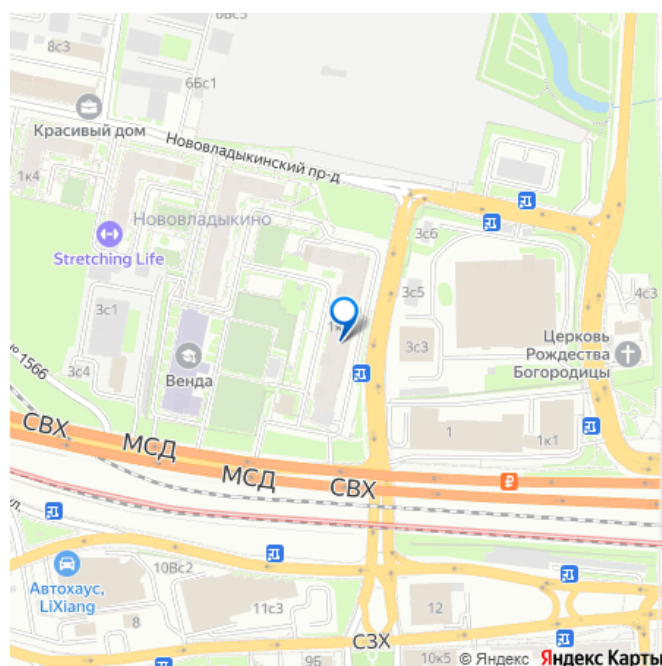 6Вс5
8с3
6Бс1
Красивый дом
Нововладыкинский пр-д
1к4
Нововладыкино
3с6
Stretching Life
3с5
4с3
3с1
1к
3с3
Церковь
Рождества
Богородицы
№ 1566
3с4
Венда
СВХ
МСД
1
1к1
МСД
СВХ
ул.
Автохаус,
LiXiang
10Вс2
8
11с3
12
СЗХ
9Б
10к5
© Яндекс Яндекс Карты